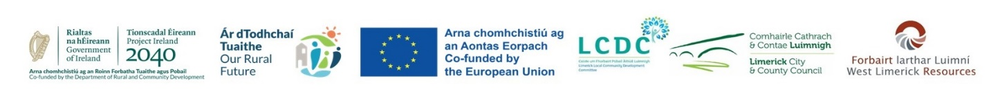 Rialtas
na hÉireann
Government
of Ireland
Tionscadal Éireann
Project Ireland
2040
Arna chomhchistiú ag an Roinn Forbatha Tuaithe agus Pobail
Co-funded by the Department of Rural and Community Development
Ár dTodhchaí
Tuaithe
Our Rural
Future
Arna chomhchistiú ag
an Aontas Eorpach
Co-funded by
the European Union
LCDC
Coiste um Fhorbairt Pobail Áitiúil Luimnigh
Limerick Local Community Development
Committee
Comhairle Cathrach
& Contae Luimnigh
Limerick City
& County Council
Forbairt Iarthar Luimní
West Limerick Resources